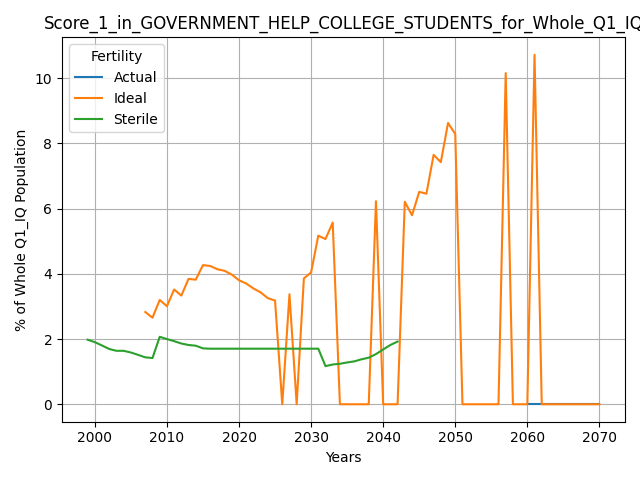 Score_1_in_GOVERNMENT_HELP_COLLEGE_STUDENTS_for_Whole_Q1_IQ
Fertility
Actual
Ideal
Sterile
% of Whole Q1_IQ Population
10
8
6
4
2
0
2000 2010 2020 2030 2040 2050 2060 2070
Years